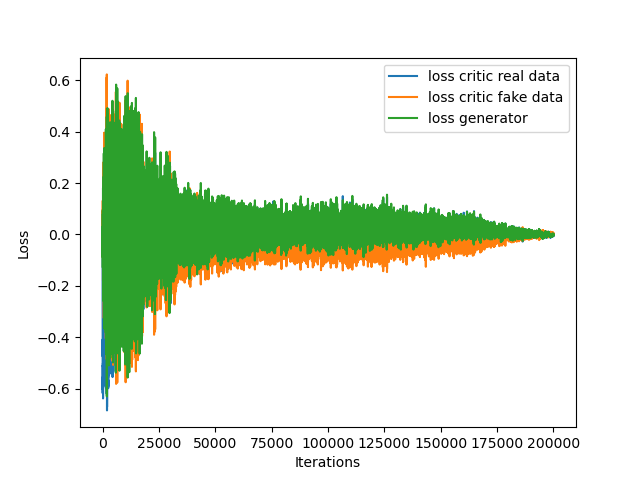 loss critic real data
loss critic fake data
loss generator
Loss
0.6
0.4
0.2
0.0
−0.2
−0.4
−0.6
0 25000 50000 75000 100000 125000 150000 175000 200000
Iterations